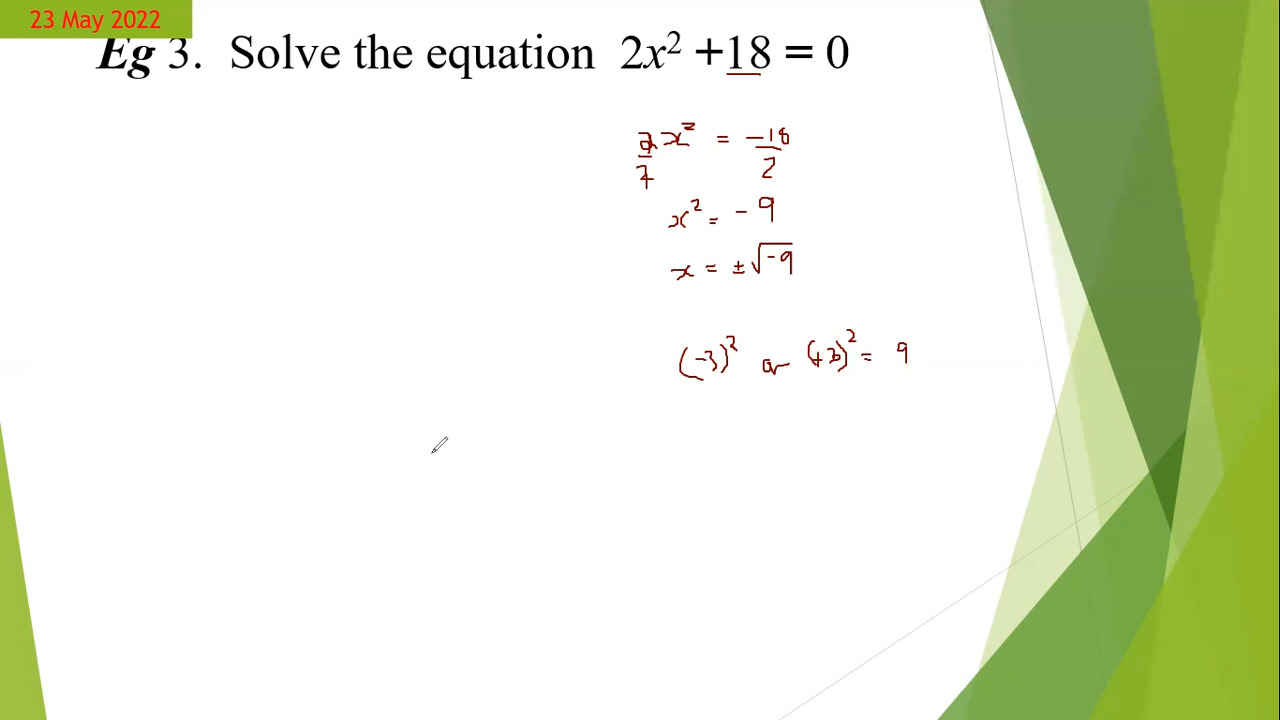 23 May 2022
Eg 3. Solve the equation 2x² +18 = 0
2x² = -18
2 2
x² = -9
x = ±√-9
(-3)² or (+3)² = 9